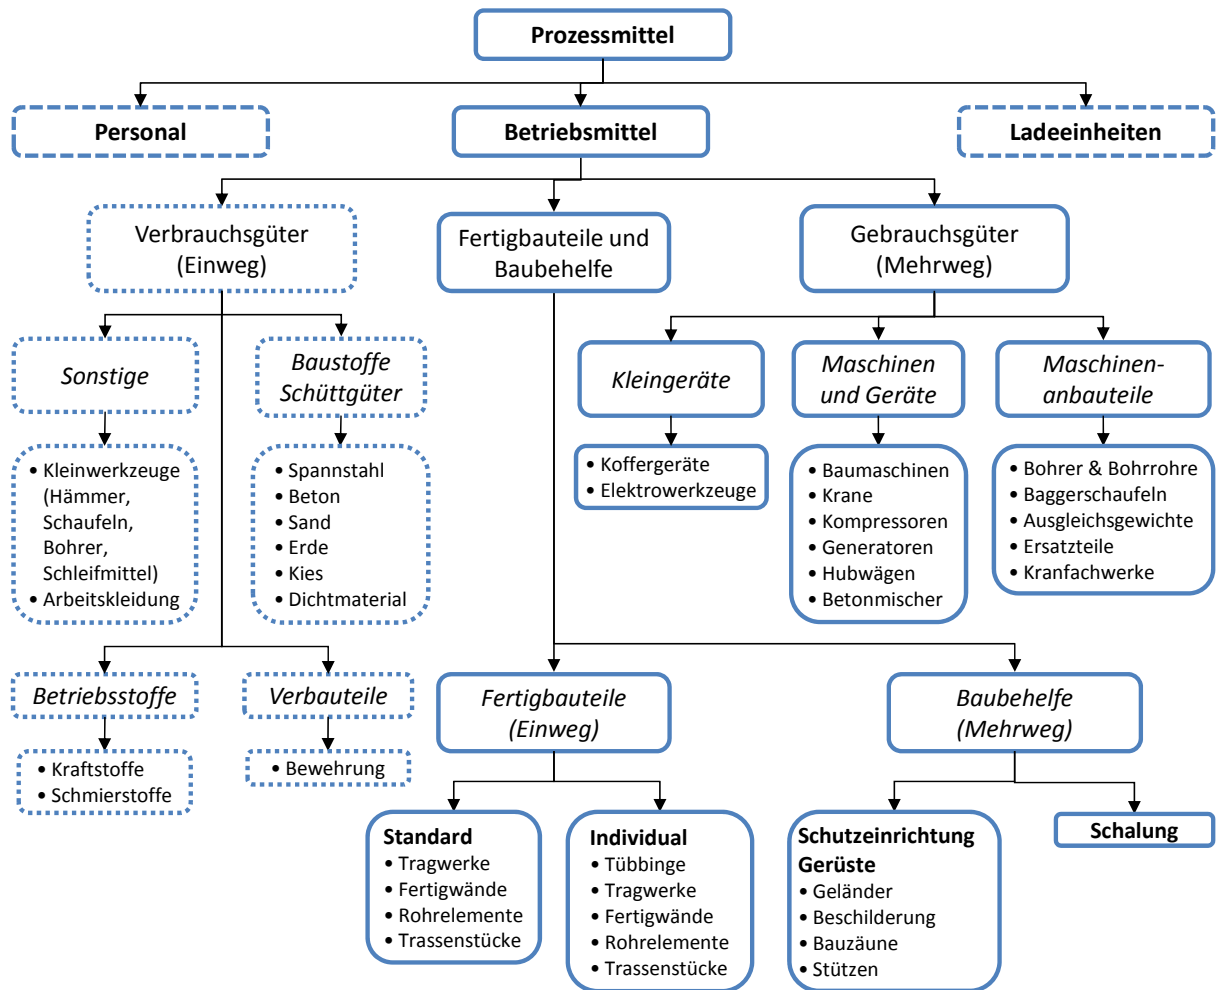 Prozessmittel
Personal
Betriebsmittel
Ladeeinheiten
Verbrauchsgüter
(Einweg)
Fertigbauteile und
Baubehelfe
Gebrauchsgüter
(Mehrweg)
Sonstige
Baustoffe
Schüttgüter
Kleingeräte
Maschinen
und Geräte
Maschinen-
anbauteile
• Kleinwerkzeuge
(Hämmer,
Schaufeln,
Bohrer,
Schleifmittel)
• Arbeitskleidung
• Spannstahl
• Beton
• Sand
• Erde
• Kies
• Dichtmaterial
• Koffergeräte
• Elektrowerkzeuge
• Baumaschinen
• Krane
• Kompressoren
• Generatoren
• Hubwägen
• Betonmischer
• Bohrer & Bohrrohre
• Baggerschaufeln
• Ausgleichsgewichte
• Ersatzteile
• Kranfachwerke
Betriebsstoffe
Verbauteile
Fertigbauteile
(Einweg)
Baubehelfe
(Mehrweg)
• Kraftstoffe
• Schmierstoffe
• Bewehrung
Standard
• Tragwerke
• Fertigwände
• Rohrelemente
• Trassenstücke
Individual
• Tübbinge
• Tragwerke
• Fertigwände
• Rohrelemente
• Trassenstücke
Schutzeinrichtung
Gerüste
• Geländer
• Beschilderung
• Bauzäune
• Stützen
Schalung